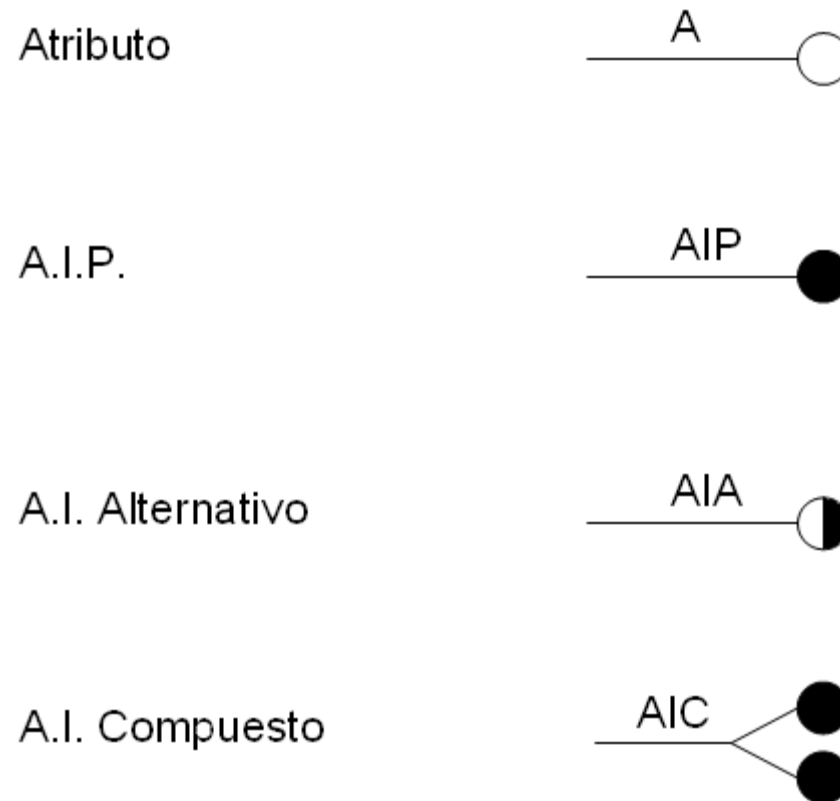 Atributo
A
A.I.P.
AIP
A.I. Alternativo
AIA
A.I. Compuesto
AIC